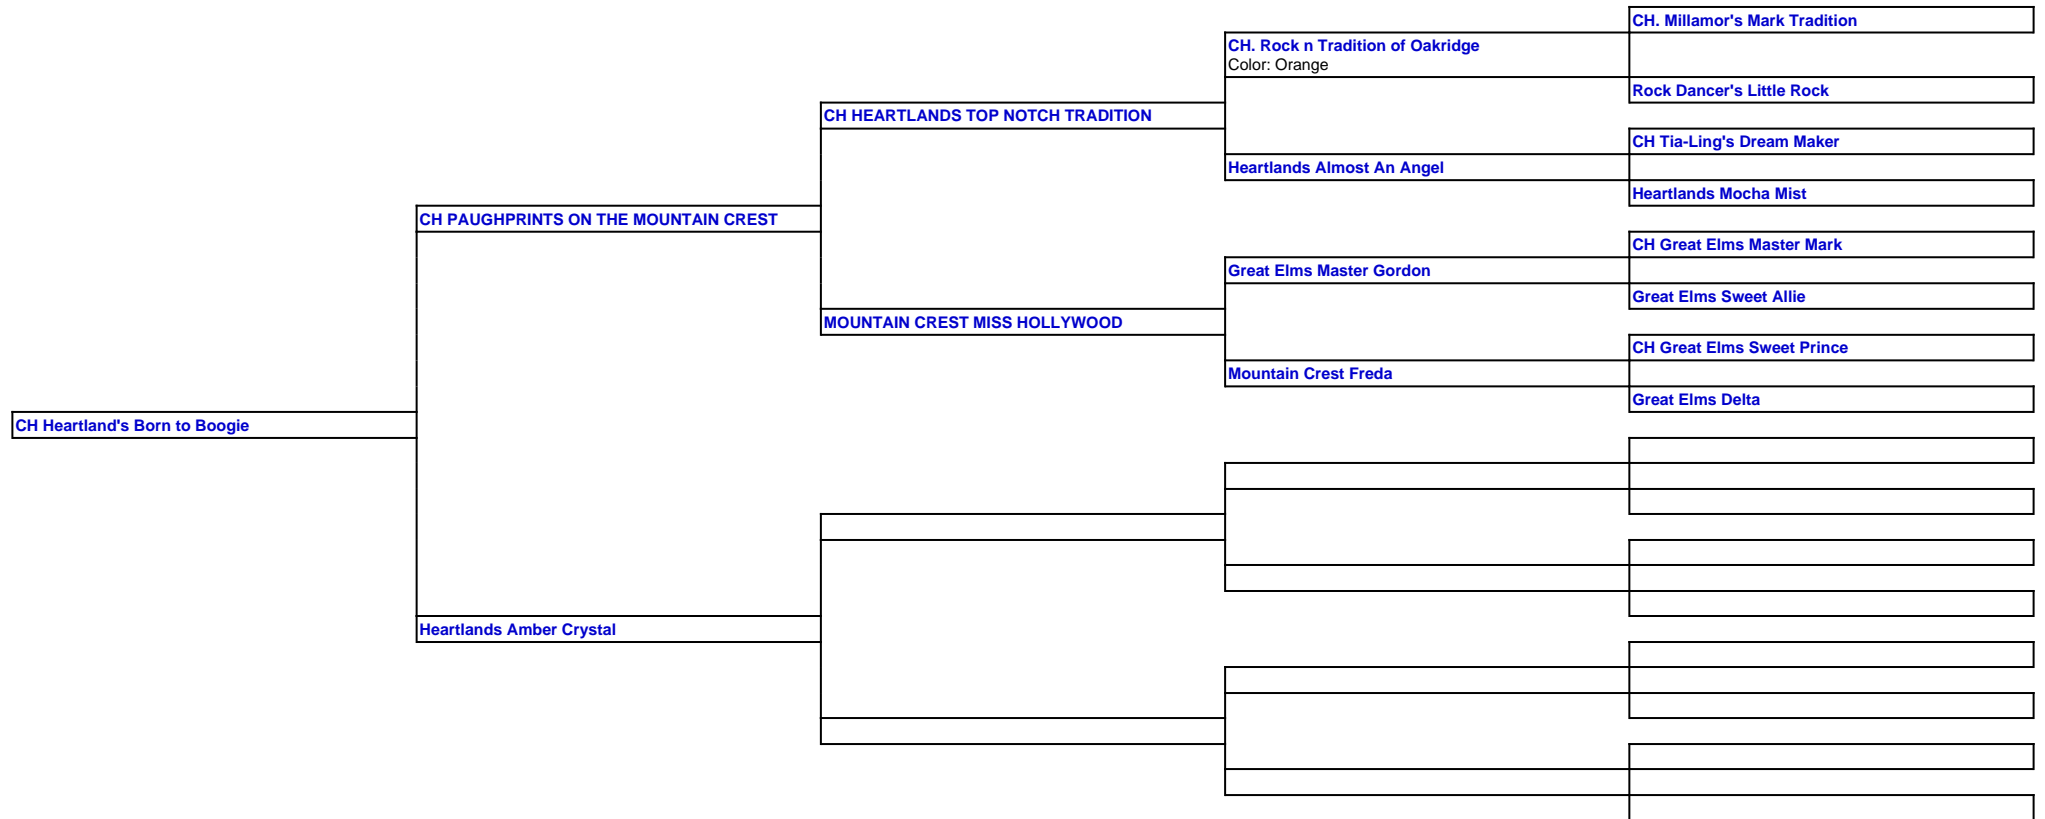 CH. Millamor's Mark Tradition
CH. Rock n Tradition of Oakridge
Color: Orange
Rock Dancer's Little Rock
CH HEARTLANDS TOP NOTCH TRADITION
CH Tia-Ling's Dream Maker
Heartlands Almost An Angel
Heartlands Mocha Mist
CH PAUGHPRINTS ON THE MOUNTAIN CREST
CH Great Elms Master Mark
Great Elms Master Gordon
Great Elms Sweet Allie
MOUNTAIN CREST MISS HOLLYWOOD
CH Great Elms Sweet Prince
Mountain Crest Freda
Great Elms Delta
CH Heartland's Born to Boogie
Heartlands Amber Crystal